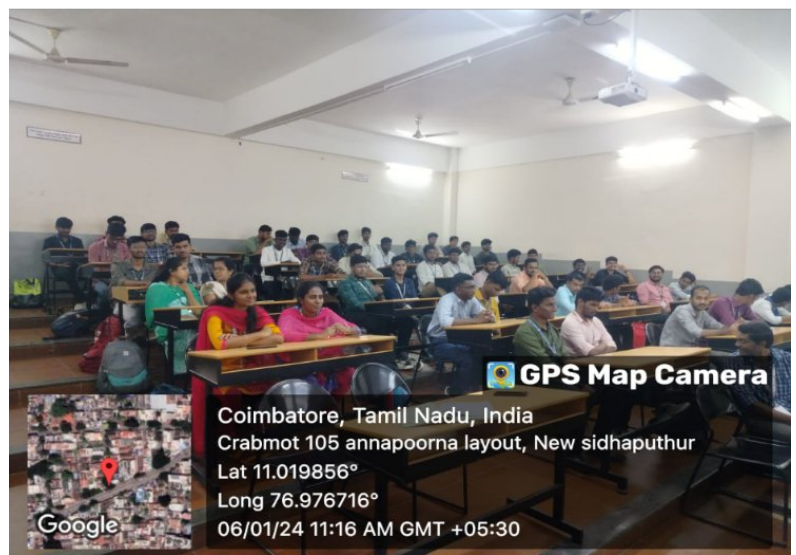 GPS Map Camera
Coimbatore, Tamil Nadu, India
Crabmot 105 annapoorna layout, New sidhaputhur
Lat 11.019856°
Long 76.976716°
06/01/24 11:16 AM GMT +05:30
Google